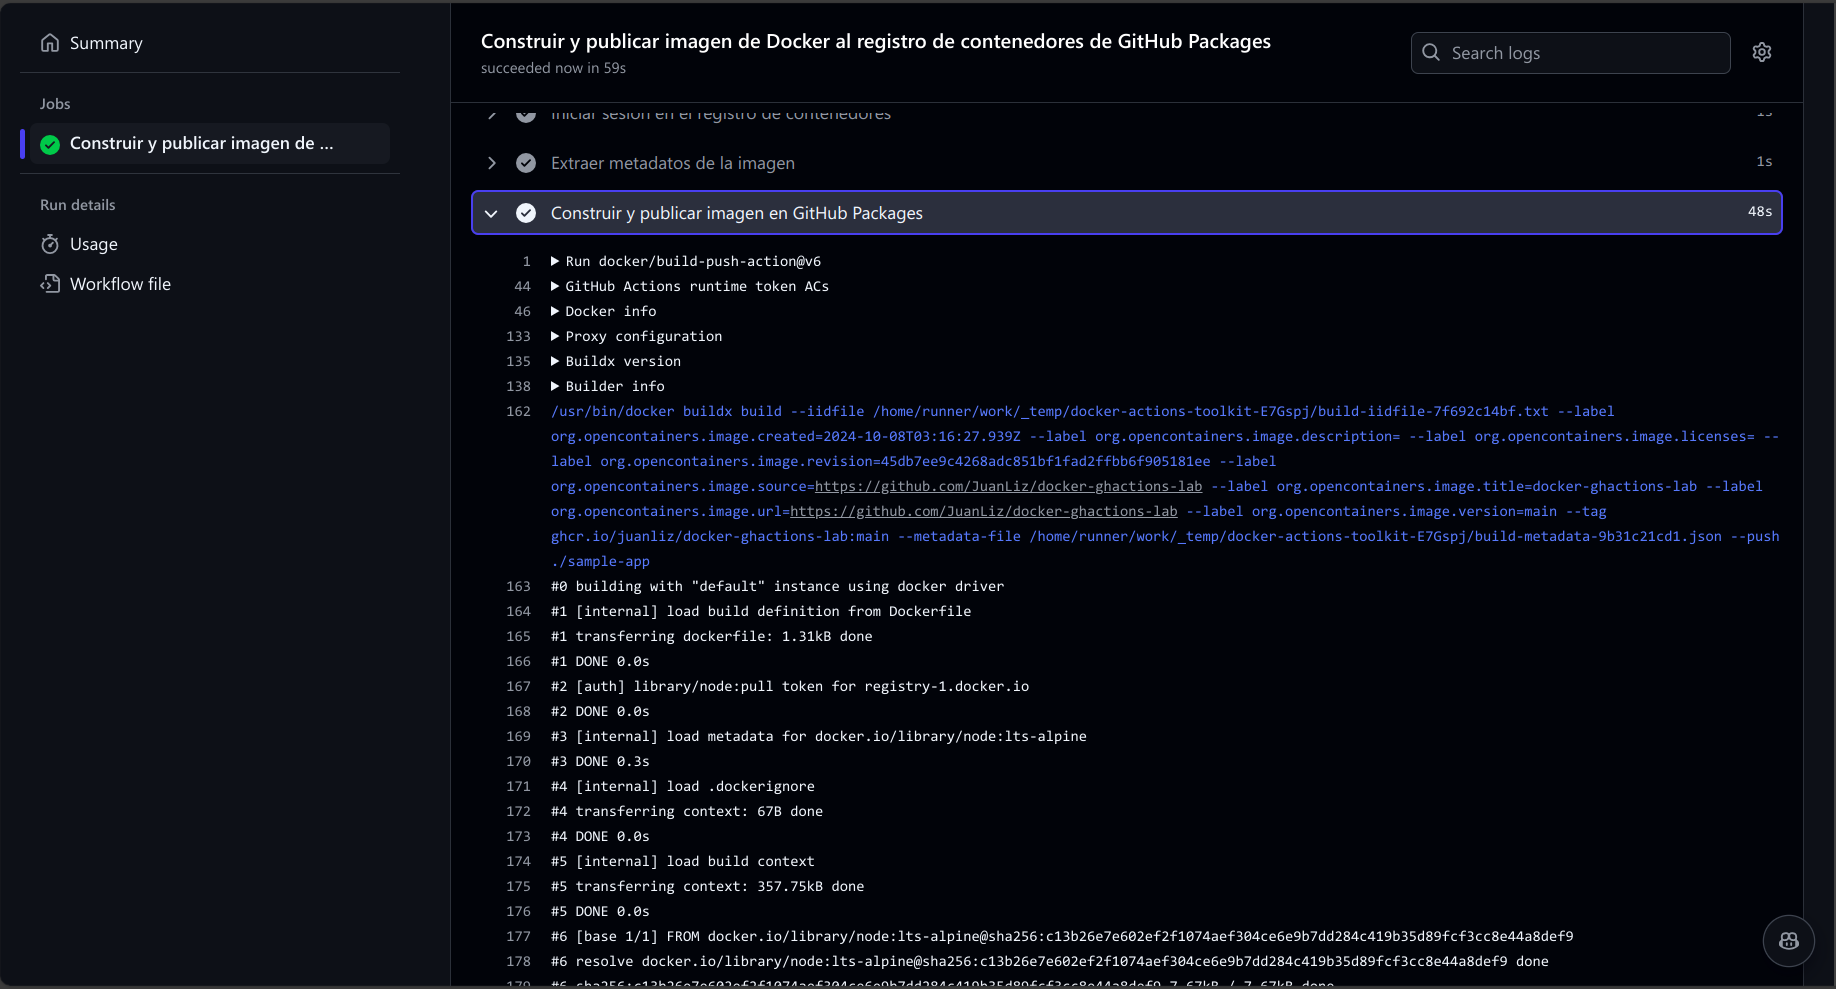 Summary
Jobs
Construir y publicar imagen de ...
Run details
Usage
Workflow file
Construir y publicar imagen de Docker al registro de contenedores de GitHub Packages
succeeded now in 59s
Search logs
Iniciar sesión en el registro de contenedores 1s
Extraer metadatos de la imagen 1s
Construir y publicar imagen en GitHub Packages 48s
1 Run docker/build-push-action@v6
44 GitHub Actions runtime token ACs
46 Docker info
133 Proxy configuration
135 Buildx version
138 Builder info
162 /usr/bin/docker buildx build --iidfile /home/runner/work/_temp/docker-actions-toolkit-E7Gspj/build-iidfile-7f692c14bf.txt --label
org.opencontainers.image.created=2024-10-08T03:16:27.939Z --label org.opencontainers.image.description= --label org.opencontainers.image.licenses= --
label org.opencontainers.image.revision=45db7ee9c4268adc851bf1fad2ffbb6f905181ee --label
org.opencontainers.image.source=https://github.com/JuanLiz/docker-ghactions-lab --label org.opencontainers.image.title=docker-ghactions-lab --label
org.opencontainers.image.url=https://github.com/JuanLiz/docker-ghactions-lab --label org.opencontainers.image.version=main --tag
ghcr.io/juanliz/docker-ghactions-lab:main --metadata-file /home/runner/work/_temp/docker-actions-toolkit-E7Gspj/build-metadata-9b31c21cd1.json --push
./sample-app
163 #0 building with "default" instance using docker driver
164 #1 [internal] load build definition from Dockerfile
165 #1 transferring dockerfile: 1.31kB done
166 #1 DONE 0.0s
167 #2 [auth] library/node:pull token for registry-1.docker.io
168 #2 DONE 0.0s
169 #3 [internal] load metadata for docker.io/library/node:lts-alpine
170 #3 DONE 0.3s
171 #4 [internal] load .dockerignore
172 #4 transferring context: 67B done
173 #4 DONE 0.0s
174 #5 [internal] load build context
175 #5 transferring context: 357.75kB done
176 #5 DONE 0.0s
177 #6 [base 1/1] FROM docker.io/library/node:lts-alpine@sha256:c13b26e7e602ef2f1074aef304ce6e9b7dd284c419b35d89fcf3cc8e44a8def9
178 #6 resolve docker.io/library/node:lts-alpine@sha256:c13b26e7e602ef2f1074aef304ce6e9b7dd284c419b35d89fcf3cc8e44a8def9 done
179 #6 sha256:c13b26e7e602ef2f1074aef304ce6e9b7dd284c419b35d89fcf3cc8e44a8def9 7.67kB / 7.67kB done